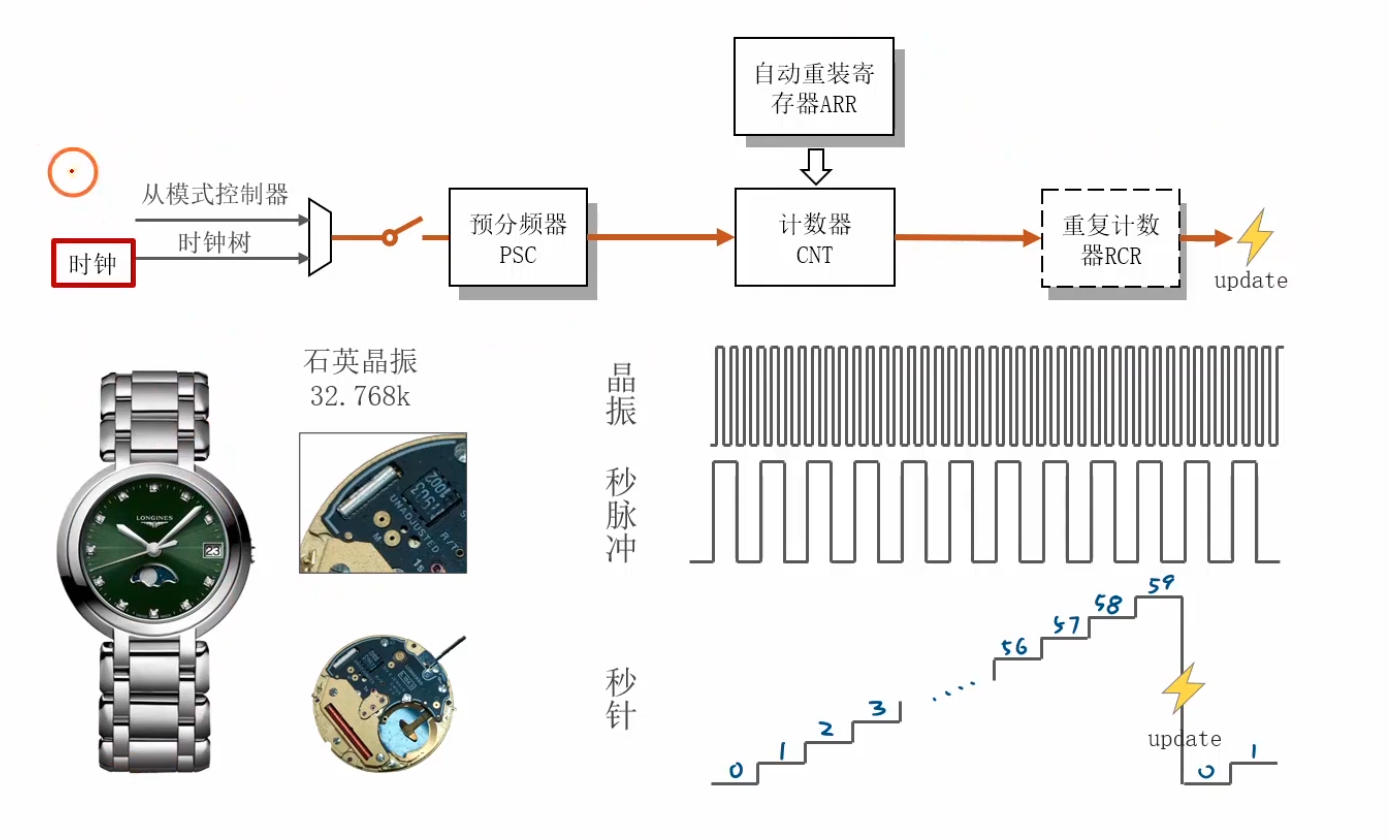 自动重装寄
存器ARR
从模式控制器
时钟树
时钟
预分频器
PSC
计数器
CNT
重复计数
器RCR
update
石英晶振
32.768k
晶振
秒脉冲
秒针
LONGINES
23
1002
1903
UNADJUSTED
0
1
2
3
....
56
57
58
59
update
0
1